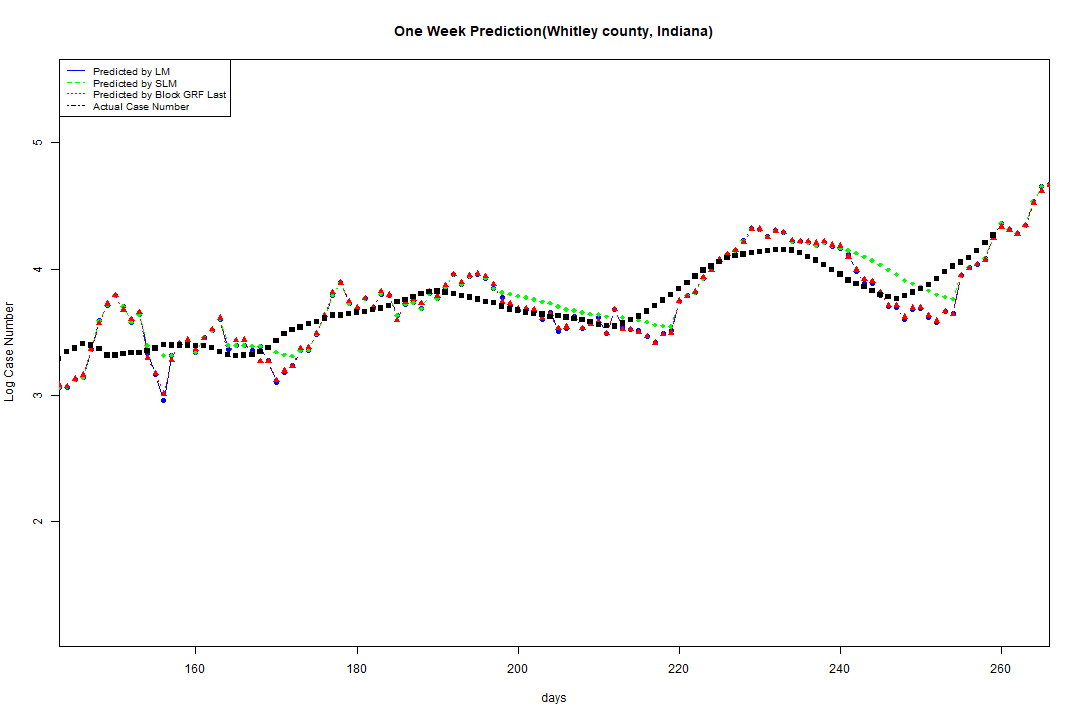 One Week Prediction(Whitley county, Indiana)
Predicted by LM
Predicted by SLM
Predicted by Block GRF Last
Actual Case Number
5
4
3
2
Log Case Number
160 180 200 220 240 260
days